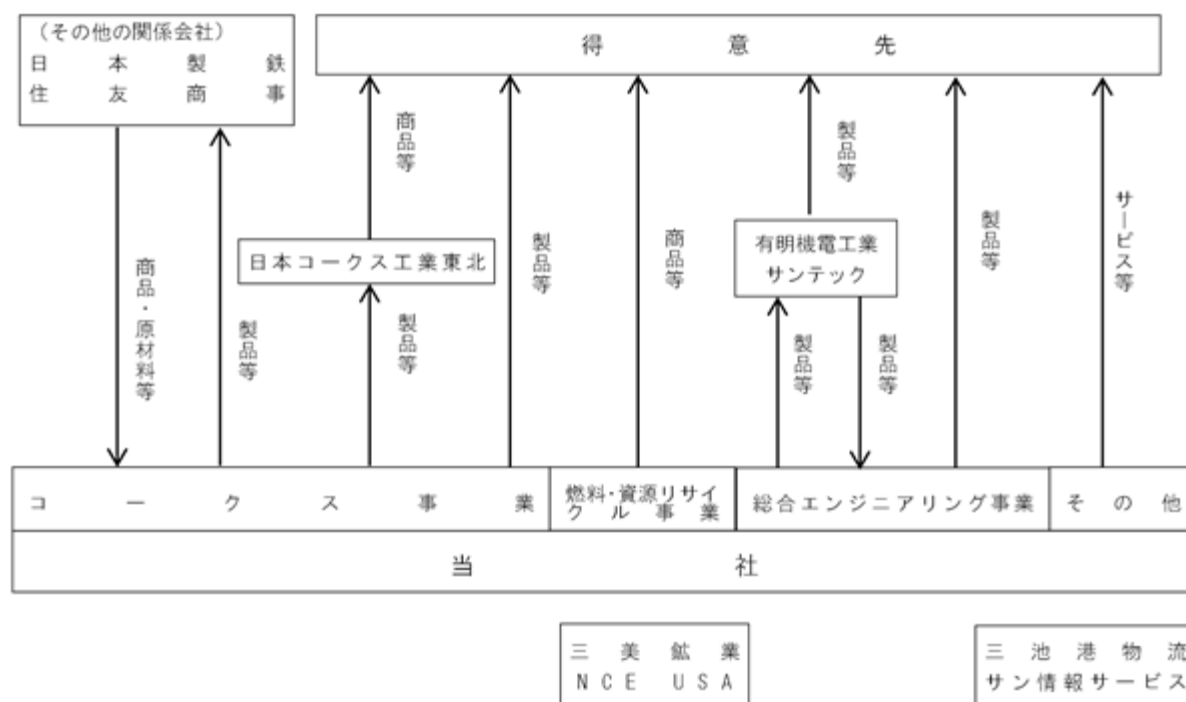 (その他の関係会社)
日本製鉄
住友商事
得意先
商品等
製品等
日本コークス工業東北
有明機電工業
サンテック
製品等
商品等
製品等
サービス等
商品・原材料等
製品等
製品等
製品等
製品等
コークス事業
燃料・資源リサイ
クル事業
総合エンジニアリング事業
その他
当社
三美鉱業
NCE USA
三池港物流
サン情報サービス